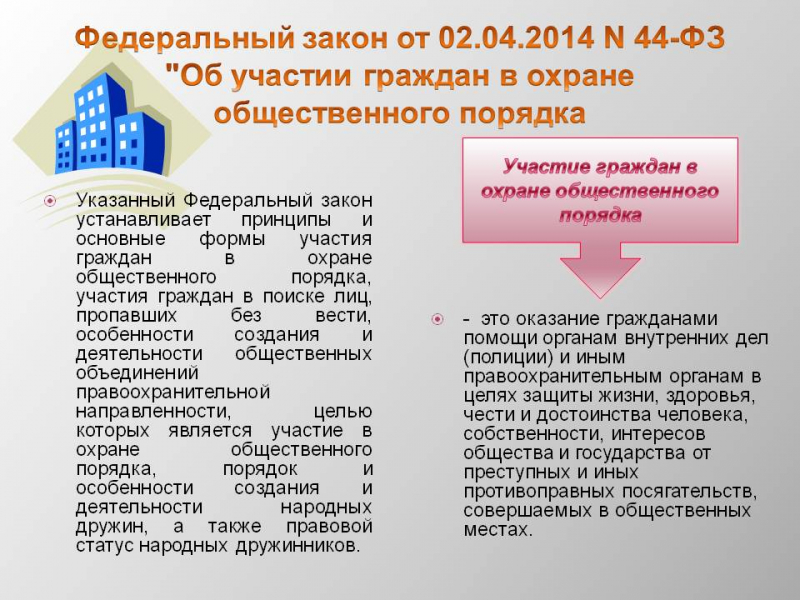 Федеральный закон от 02.04.2014 N 44-ФЗ
"Об участии граждан в охране
общественного порядка
Указанный Федеральный закон
устанавливает принципы и
основные формы участия
граждан в охране
общественного порядка,
участия граждан в поиске лиц,
пропавших без вести,
особенности создания и
деятельности общественных
объединений
правоохранительной
направленности, целью
которых является участие в
охране общественного
порядка, порядок и
особенности создания и
деятельности народных
дружин, а также правовой
статус народных дружинников.
Участие граждан в
охране общественного
порядка
- это оказание гражданами
помощи органам внутренних дел
(полиции) и иным
правоохранительным органам в
целях защиты жизни, здоровья,
чести и достоинства человека,
собственности, интересов
общества и государства от
преступных и иных
противоправных посягательств,
совершаемых в общественных
местах.